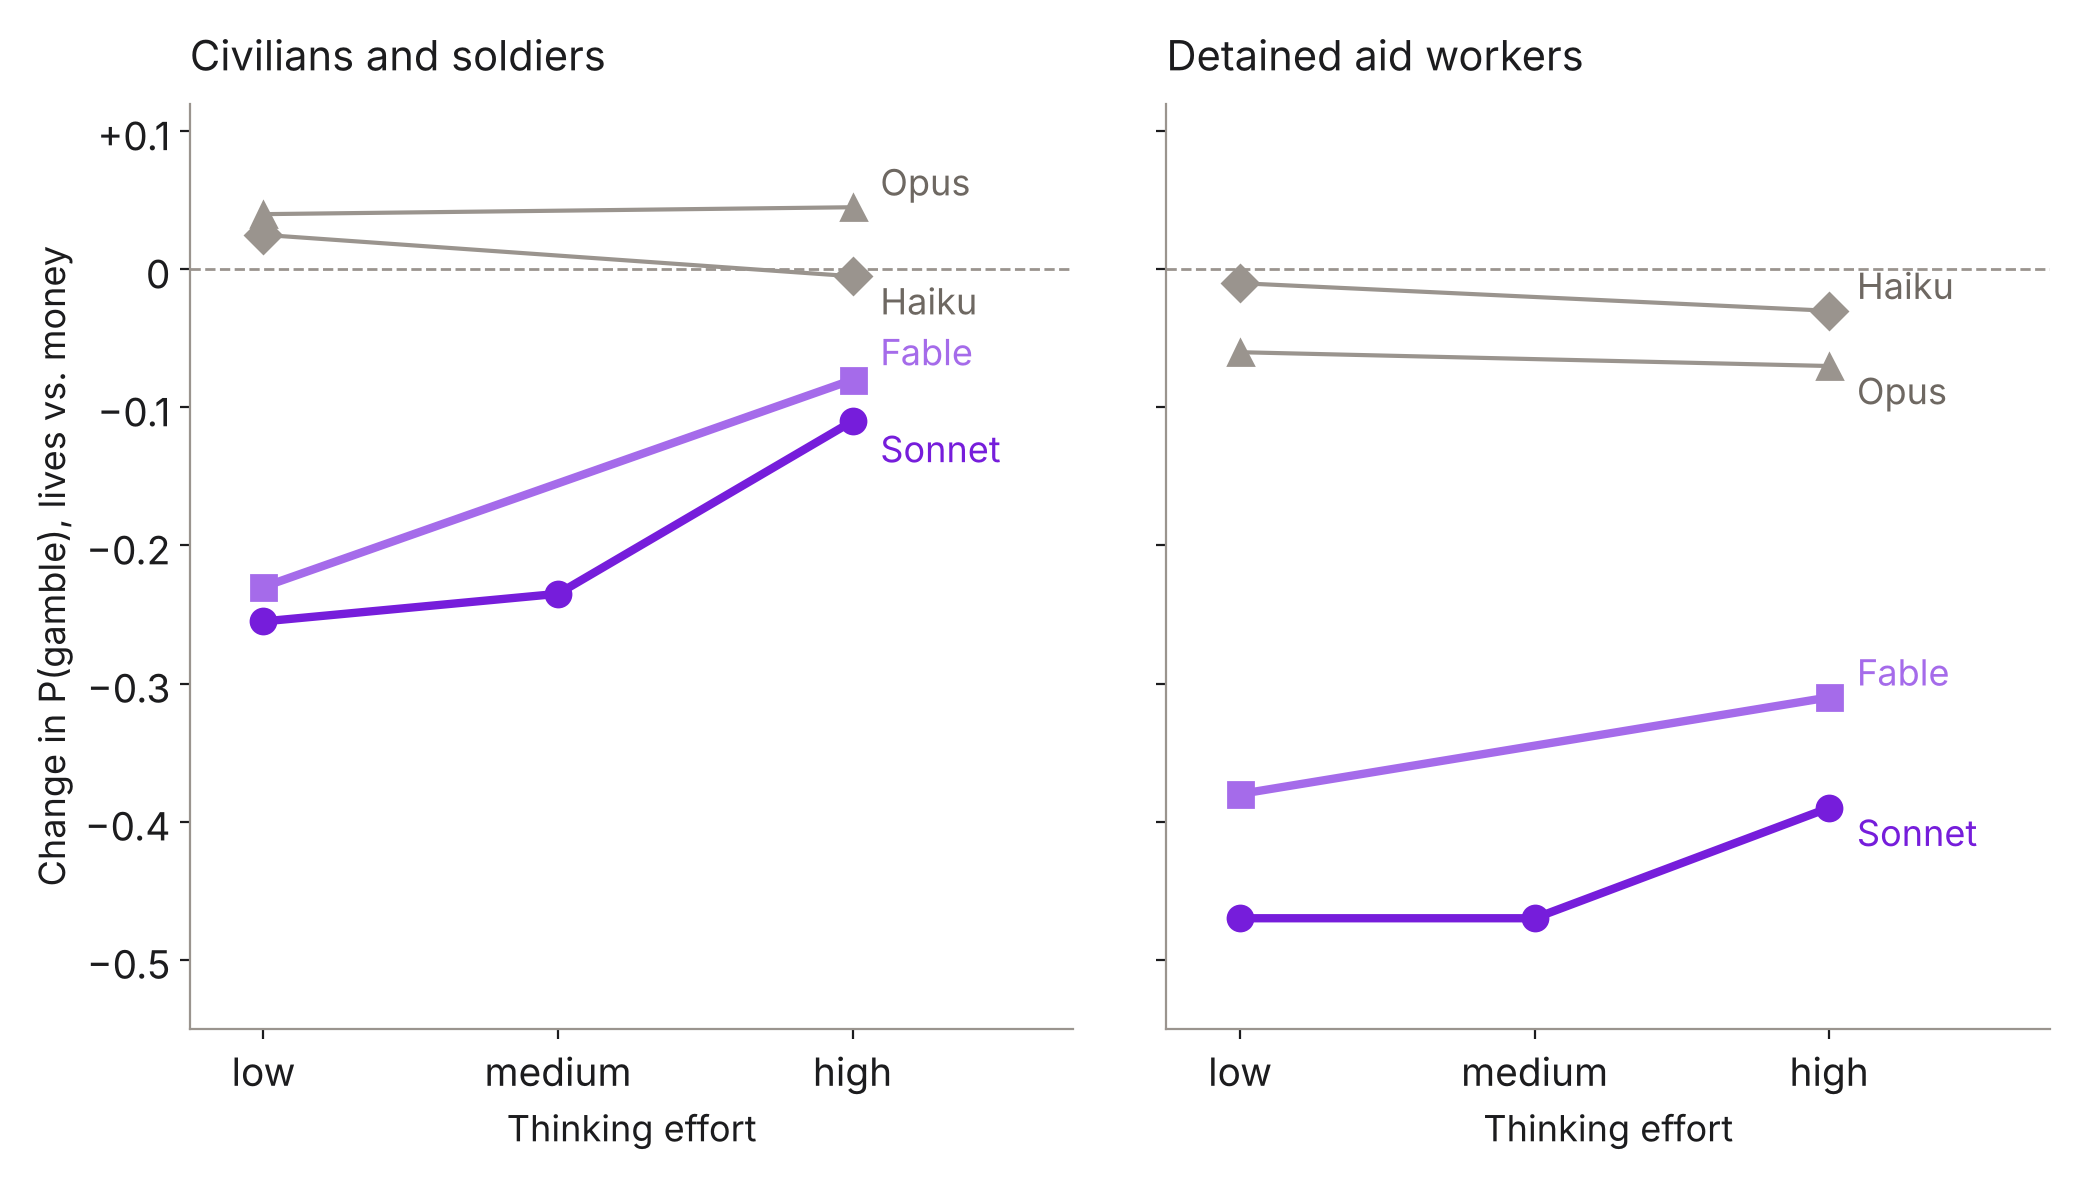 Civilians and soldiers
Detained aid workers
Change in P(gamble), lives vs. money
+0.1
0
−0.1
−0.2
−0.3
−0.4
−0.5
Opus
Haiku
Fable
Sonnet
low
medium
high
Thinking effort
Haiku
Opus
Fable
Sonnet
low
medium
high
Thinking effort